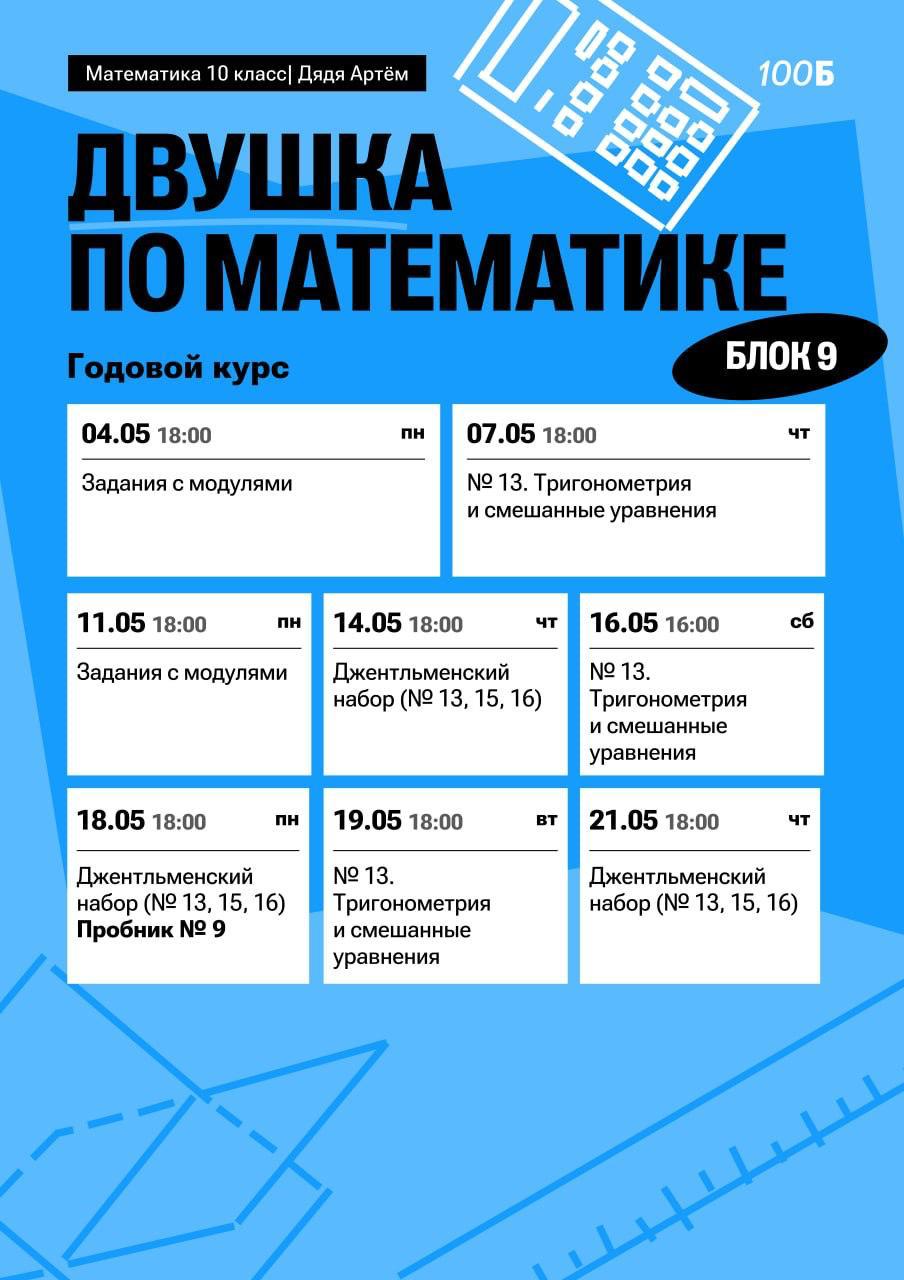 Математика 10 класс| Дядя Артём
100Б
ДВУШКА
ПО МАТЕМАТИКЕ
Годовой курс
БЛОК 9
04.05 18:00 пн
Задания с модулями
07.05 18:00 чт
№ 13. Тригонометрия
и смешанные уравнения
11.05 18:00 пн
Задания с модулями
14.05 18:00 чт
Джентльменский
набор (№ 13, 15, 16)
16.05 16:00 сб
№ 13.
Тригонометрия
и смешанные
уравнения
18.05 18:00 пн
Джентльменский
набор (№ 13, 15, 16)
Пробник № 9
19.05 18:00 вт
№ 13.
Тригонометрия
и смешанные
уравнения
21.05 18:00 чт
Джентльменский
набор (№ 13, 15, 16)